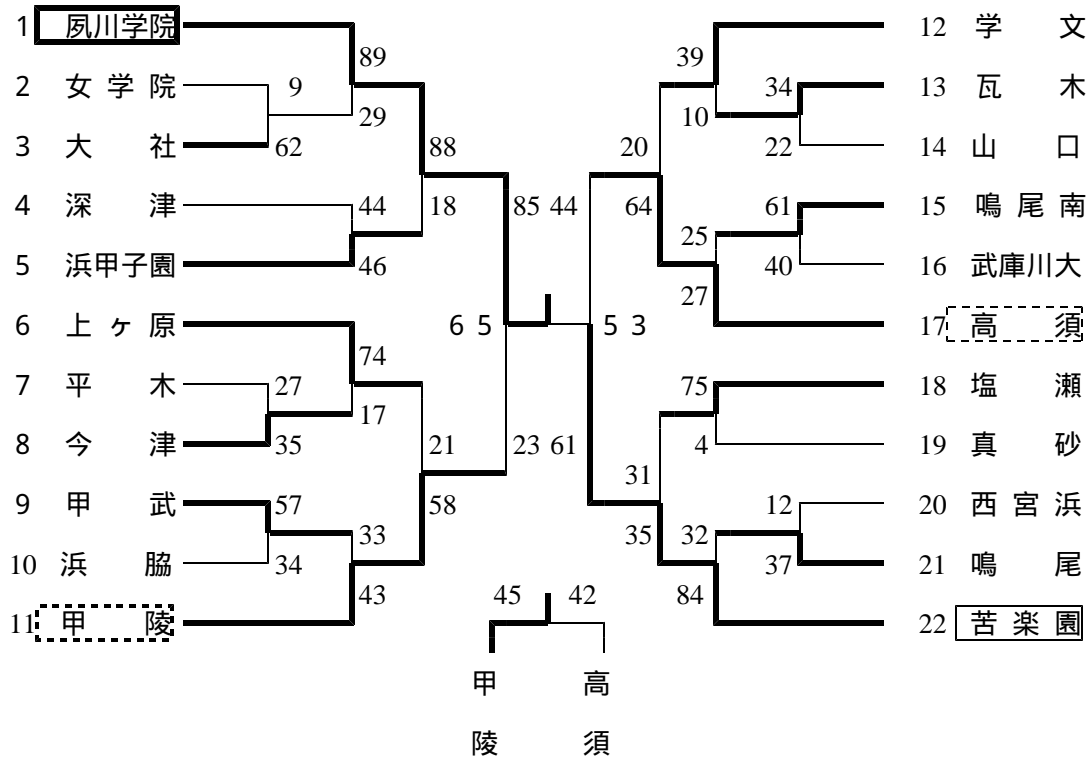 1 夙川学院 12 学文
89 39
2 女学院 9 34 13 瓦木
29 10
3 大社 62 88 20 22 14 山口
4 深津 44 18 85 44 64 61 15 鳴尾南
25
5 浜甲子園 46 40 16 武庫川大
27
6 上ヶ原 65 53 17 高須
74
7 平木 27 75 18 塩瀬
17
8 今津 35 21 23 61 4 19 真砂
31
9 甲武 57 58 12 20 西宮浜
33 35 32
10 浜脇 34 37 21 鳴尾
43 45 42 84
11 甲陵 22 苦楽園
甲陵 高須